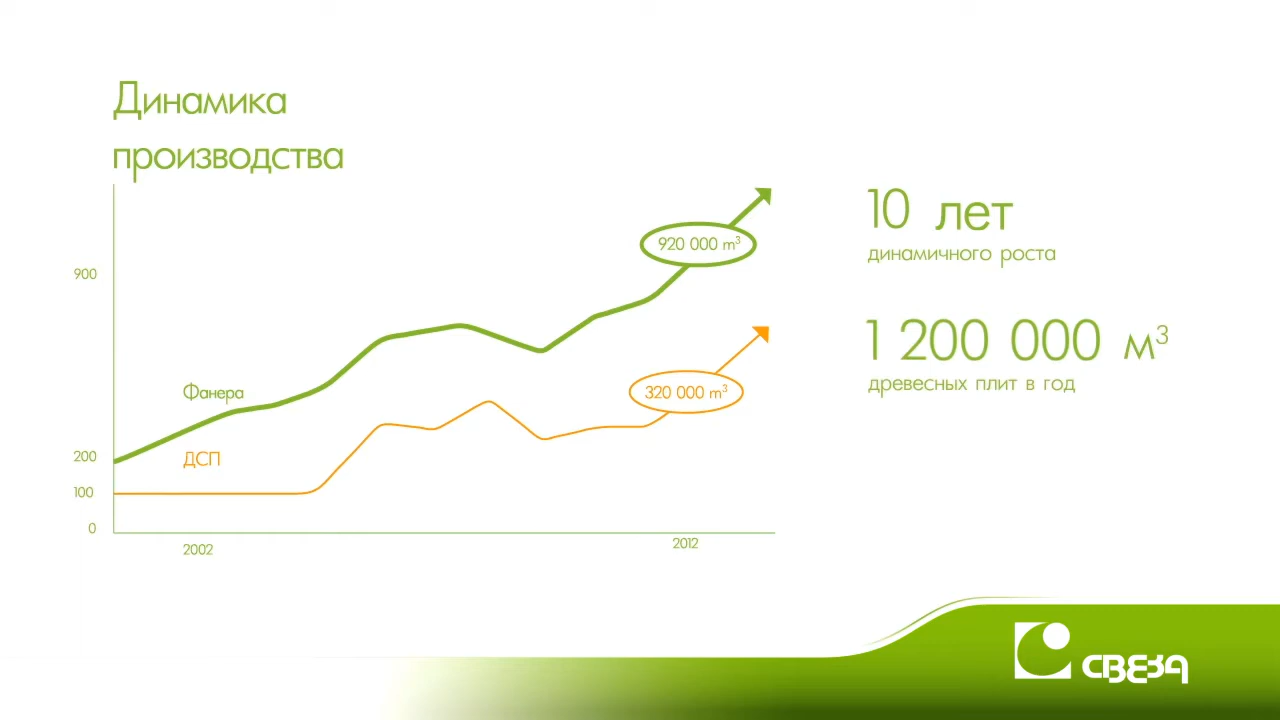 Динамика
производства
10 лет
динамичного роста
920 000 m³
900
1 200 000 м³
древесных плит в год
Фанера
320 000 m³
200
ДСП
100
0
2002
2012
СВЕЗА